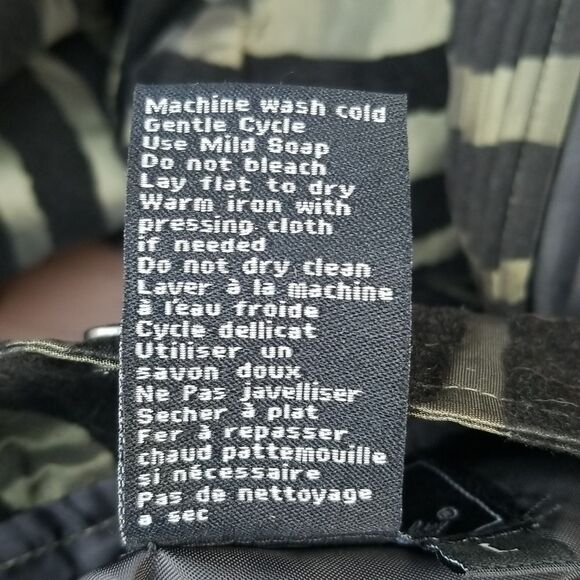 Machine wash cold
Gentle Cycle
Use Mild Soap
Do not bleach
Lay flat to dry
Warm iron with
pressing cloth
if needed
Do not dry clean
Laver à la machine
à l'eau froide
Cycle dellicat
Utiliser un
savon doux
Ne Pas javelliser
Secher à plat
Fer à repasser
chaud pattemouille
si nécessaire
Pas de nettoyage
a sec
L